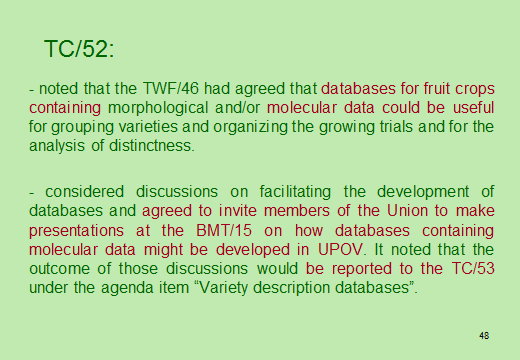 TC/52:
- noted that the TWF/46 had agreed that databases for fruit crops
containing morphological and/or molecular data could be useful
for grouping varieties and organizing the growing trials and for the
analysis of distinctness.
- considered discussions on facilitating the development of
databases and agreed to invite members of the Union to make
presentations at the BMT/15 on how databases containing
molecular data might be developed in UPOV. It noted that the
outcome of those discussions would be reported to the TC/53
under the agenda item “Variety description databases”.
48